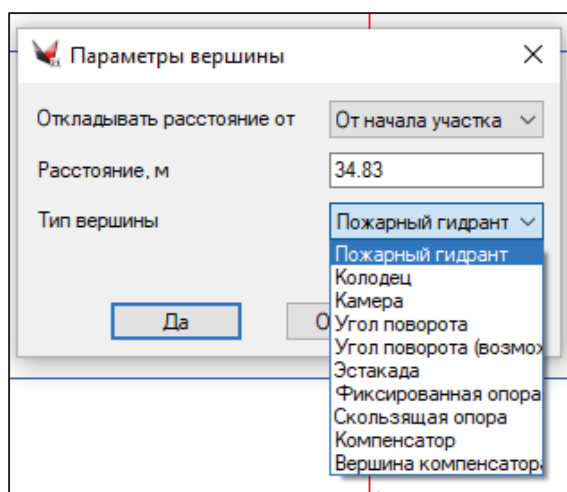 Параметры вершины
Откладывать расстояние от От начала участка
Расстояние, м 34.83
Тип вершины Пожарный гидрант
Пожарный гидрант
Колодец
Камера
Да О Угол поворота
Угол поворота (возмож
Эстакада
Фиксированная опора
Скользящая опора
Компенсатор
Вершина компенсатора